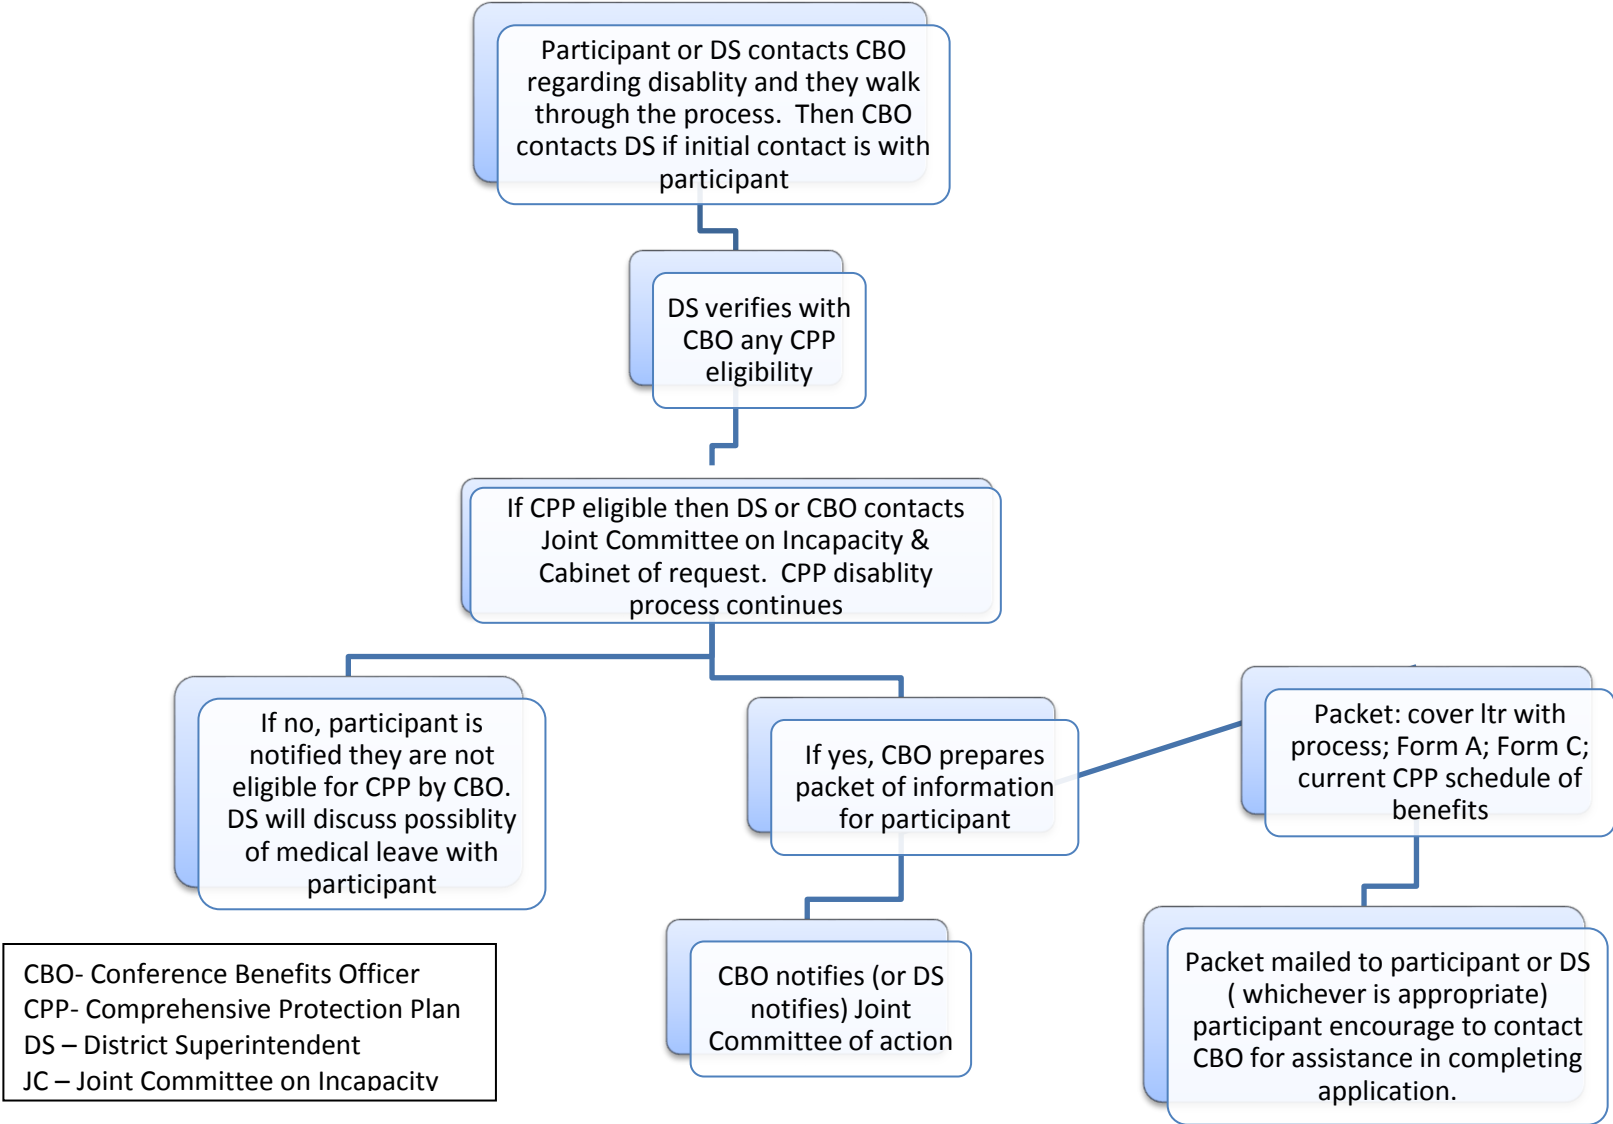 Participant or DS contacts CBO
regarding disablity and they walk
through the process.  Then CBO
contacts DS if initial contact is with
participant
DS verifies with
CBO any CPP
eligibility
If CPP eligible then DS or CBO contacts
Joint Committee on Incapacity &
Cabinet of request.  CPP disablity
process continues
If no, participant is
notified they are not
eligible for CPP by CBO.
DS will discuss possiblity
of medical leave with
participant
If yes, CBO prepares
packet of information
for participant
Packet: cover ltr with
process; Form A; Form C;
current CPP schedule of
benefits
CBO notifies (or DS
notifies) Joint
Committee of action
Packet mailed to participant or DS
( whichever is appropriate)
participant encourage to contact
CBO for assistance in completing
application.
CBO- Conference Benefits Officer
CPP- Comprehensive Protection Plan
DS – District Superintendent
JC – Joint Committee on Incapacity